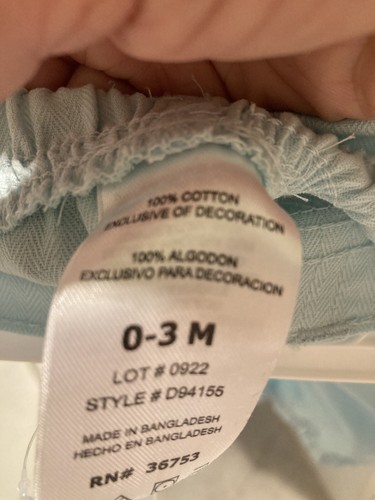 100% COTTON
EXCLUSIVE OF DECORATION
100% ALGODON
EXCLUSIVO PARA DECORACION
0-3 M
LOT # 0922
STYLE # D94155
MADE IN BANGLADESH
HECHO EN BANGLADESH
RN# 36753